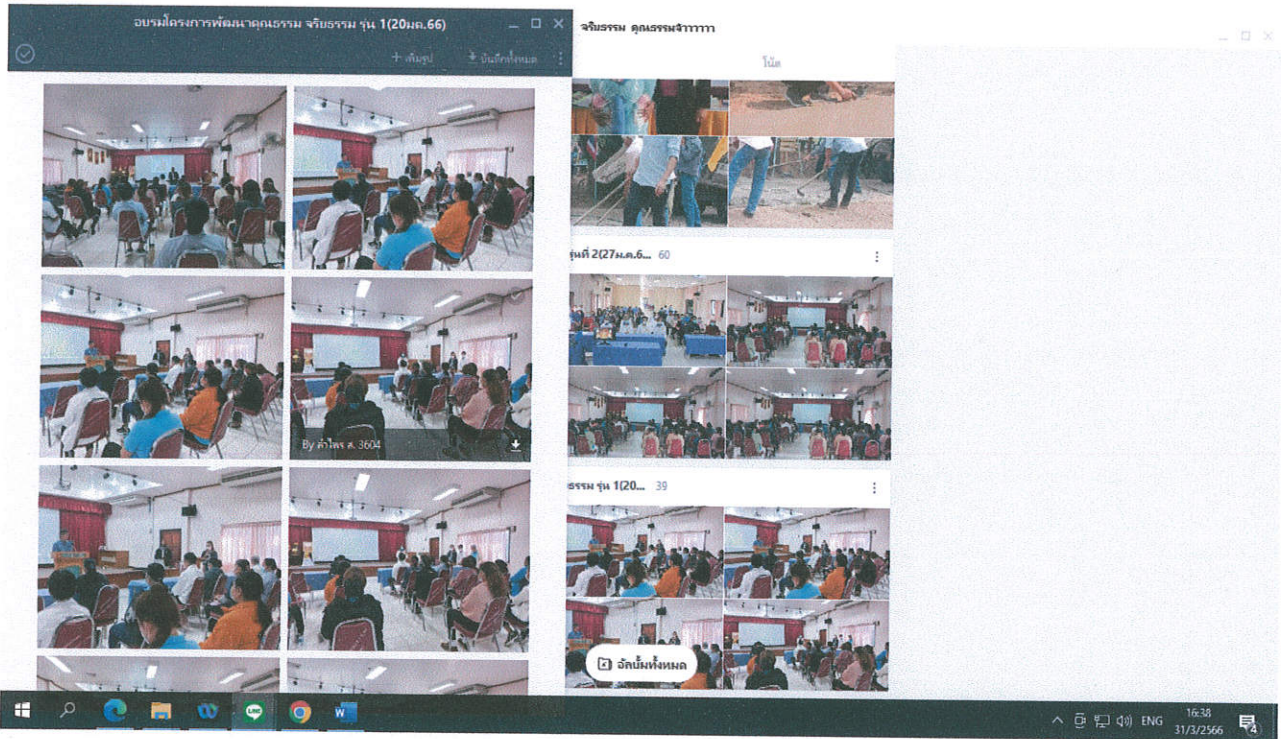 อบรมโครงการพัฒนาคุณธรรม จริยธรรม รุ่น 1(20มค.66)
+ เพิ่มรูป
บันทึกทั้งหมด
By ลำไพร ส. 3604
จริยธรรม คุณธรรมจ้าาาาาา
โน้ต
รุ่นที่ 2(27ม.ค.6... 60
ธรรม รุ่น 1(20... 39
อัลบั้มทั้งหมด
ENG
16:38
31/3/2566
4